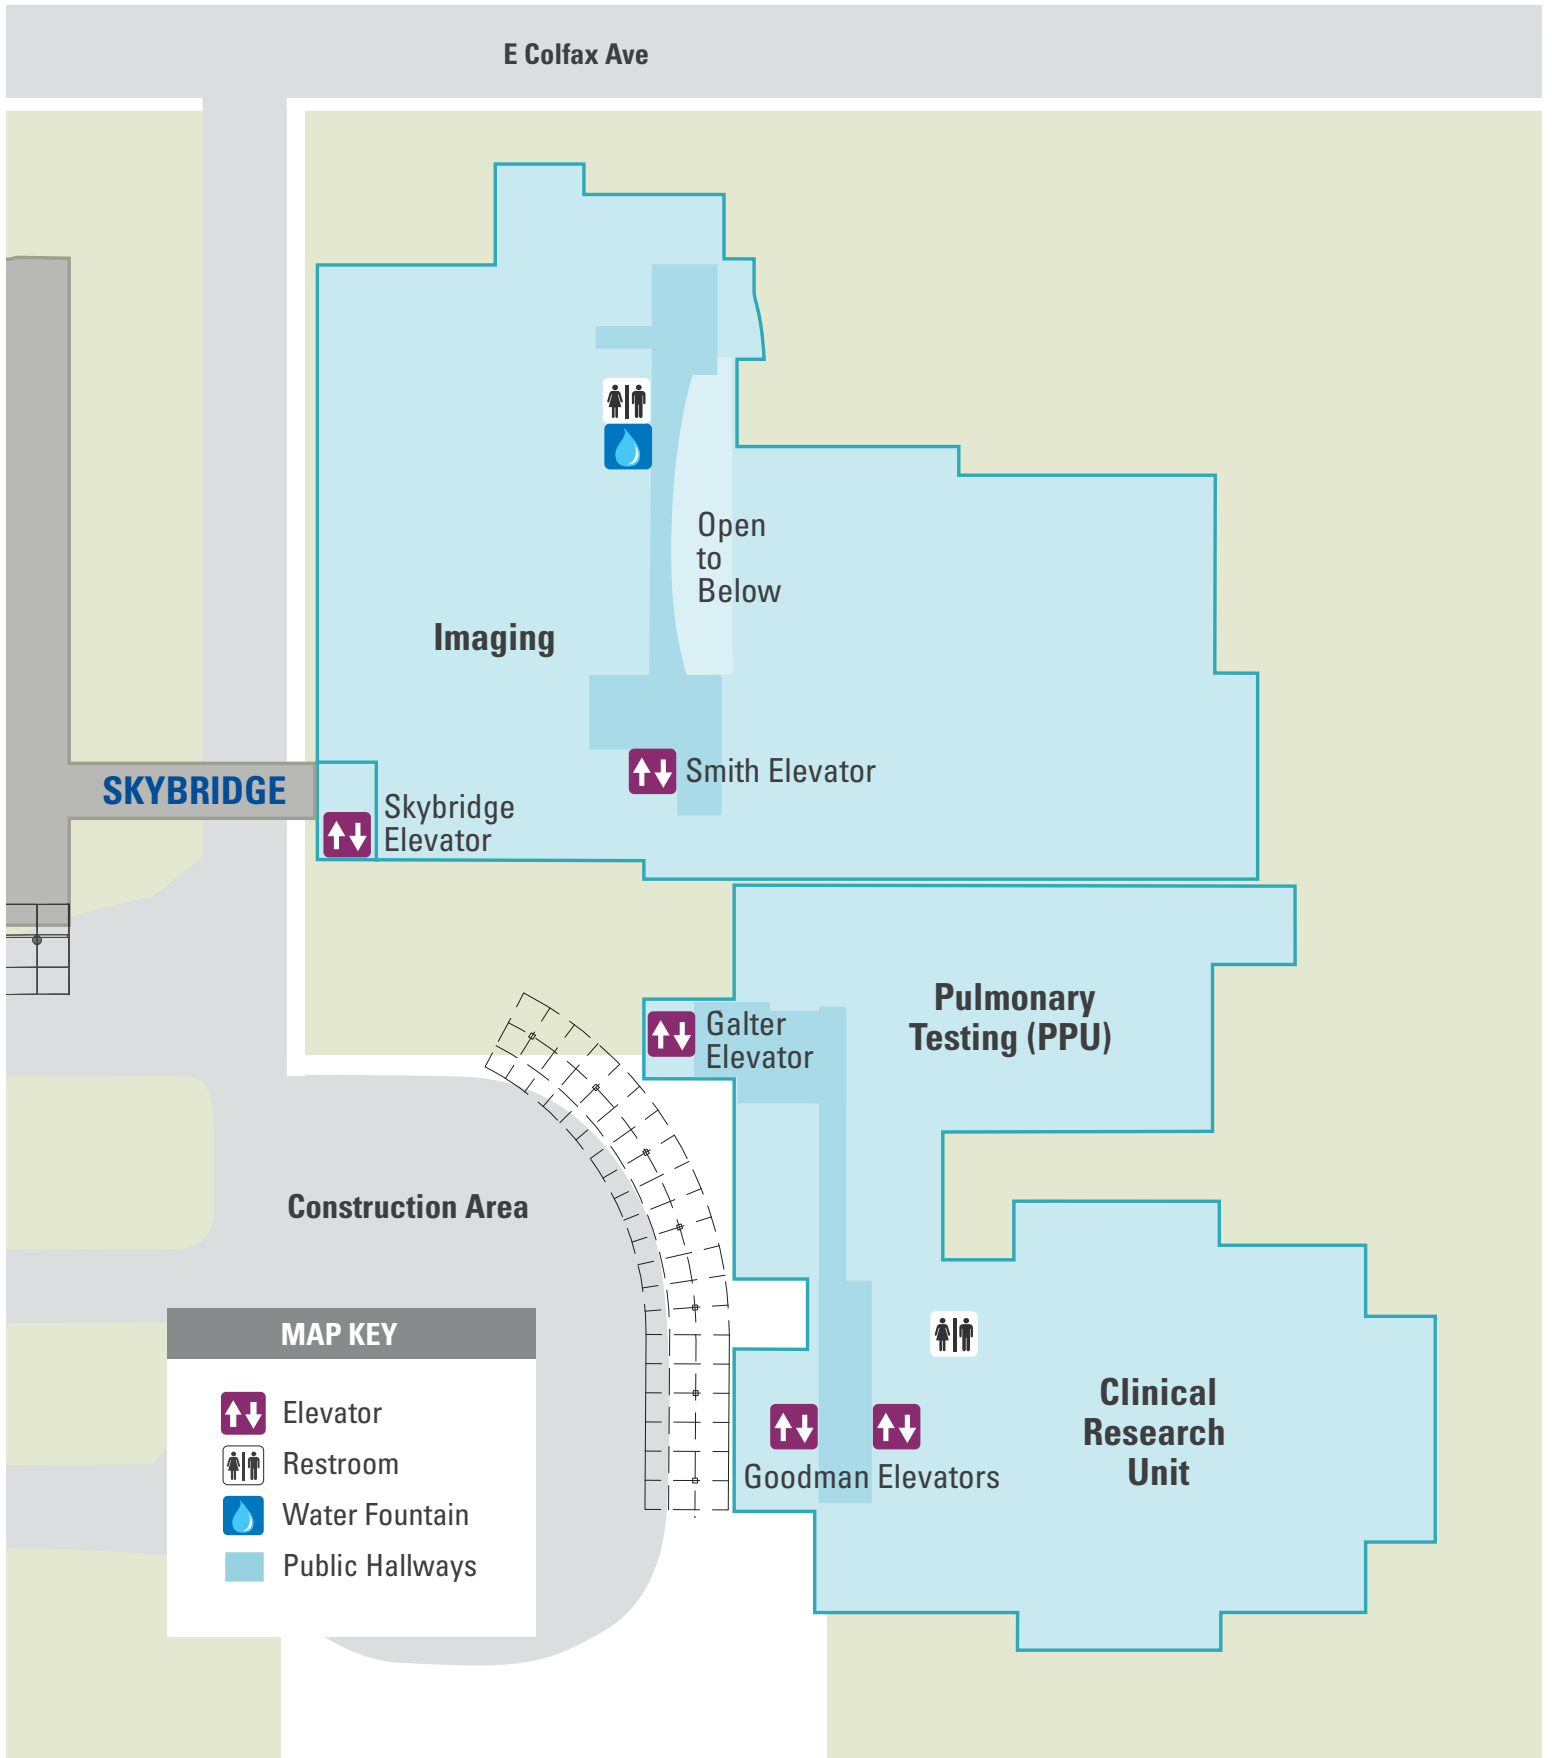 E Colfax Ave
Open
to
Below
Imaging
Smith Elevator
SKYBRIDGE
Skybridge
Elevator
Pulmonary
Testing (PPU)
Galter
Elevator
Construction Area
MAP KEY
Elevator
Restroom
Water Fountain
Public Hallways
Clinical
Research
Unit
Goodman Elevators